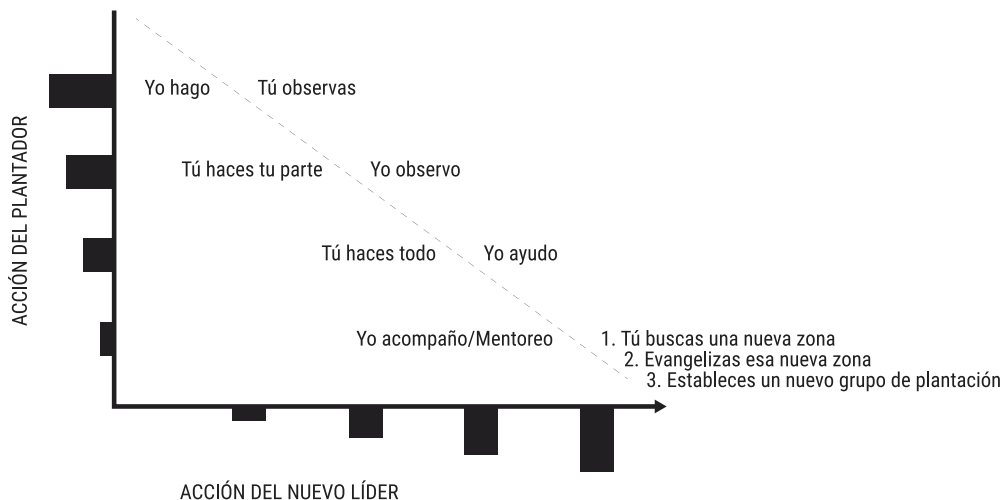 Yo hago Tú observas
Tú haces tu parte Yo observo
Tú haces todo Yo ayudo
Yo acompaño/Mentoreo 1. Tú buscas una nueva zona
2. Evangelizas esa nueva zona
3. Estableces un nuevo grupo de plantación
ACCIÓN DEL PLANTADOR
ACCIÓN DEL NUEVO LÍDER